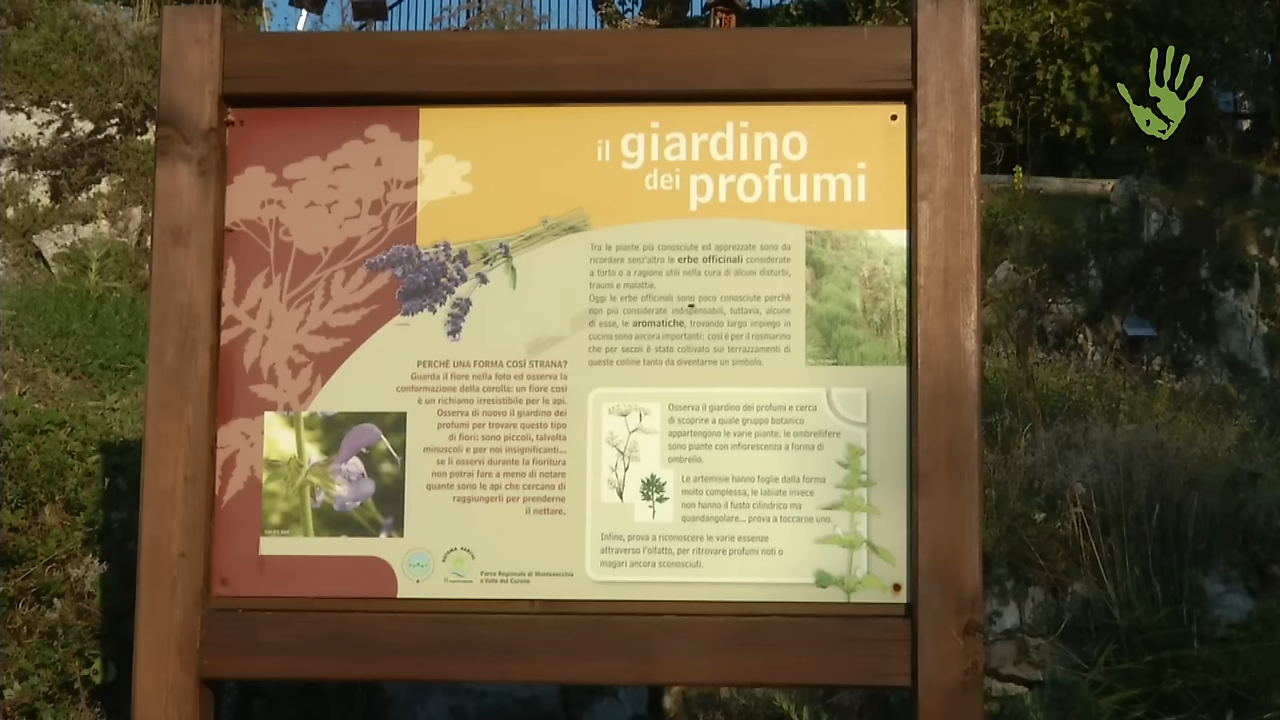 il giardino
dei profumi
Tra le piante più conosciute ed apprezzate sono da
ricordare senz'altro le erbe officinali considerate
a torto o a ragione utili nella cura di alcuni disturbi,
traumi e malattie.
Oggi le erbe officinali sono poco conosciute perchè
non più considerate indispensabili, tuttavia, alcune
di esse, le aromatiche, trovando largo impiego in
cucina sono ancora importanti: così è per il rosmarino
che per secoli è stato coltivato sui terrazzamenti di
queste colline tanto da diventarne un simbolo.
PERCHÈ UNA FORMA COSÌ STRANA?
Guarda il fiore nella foto ed osserva la
conformazione della corolla: un fiore così
è un richiamo irresistibile per le api.
Osserva di nuovo il giardino dei
profumi per trovare questo tipo
di fiori: sono piccoli, talvolta
minuscoli e per noi insignificanti...
se li osservi durante la fioritura
non potrai fare a meno di notare
quante sono le api che cercano di
raggiungerli per prenderne
il nettare.
Osserva il giardino dei profumi e cerca
di scoprire a quale gruppo botanico
appartengono le varie piante: le ombrellifere
sono piante con infiorescenza a forma di
ombrello.
Le artemisie hanno foglie dalla forma
molto complessa, le labiate invece
non hanno il fusto cilindrico ma
quandangolare... prova a toccarne uno.
Infine, prova a riconoscere le varie essenze
attraverso l'olfatto, per ritrovare profumi noti o
magari ancora sconosciuti.
Parco Regionale di Montevecchia
e Valle del Curone